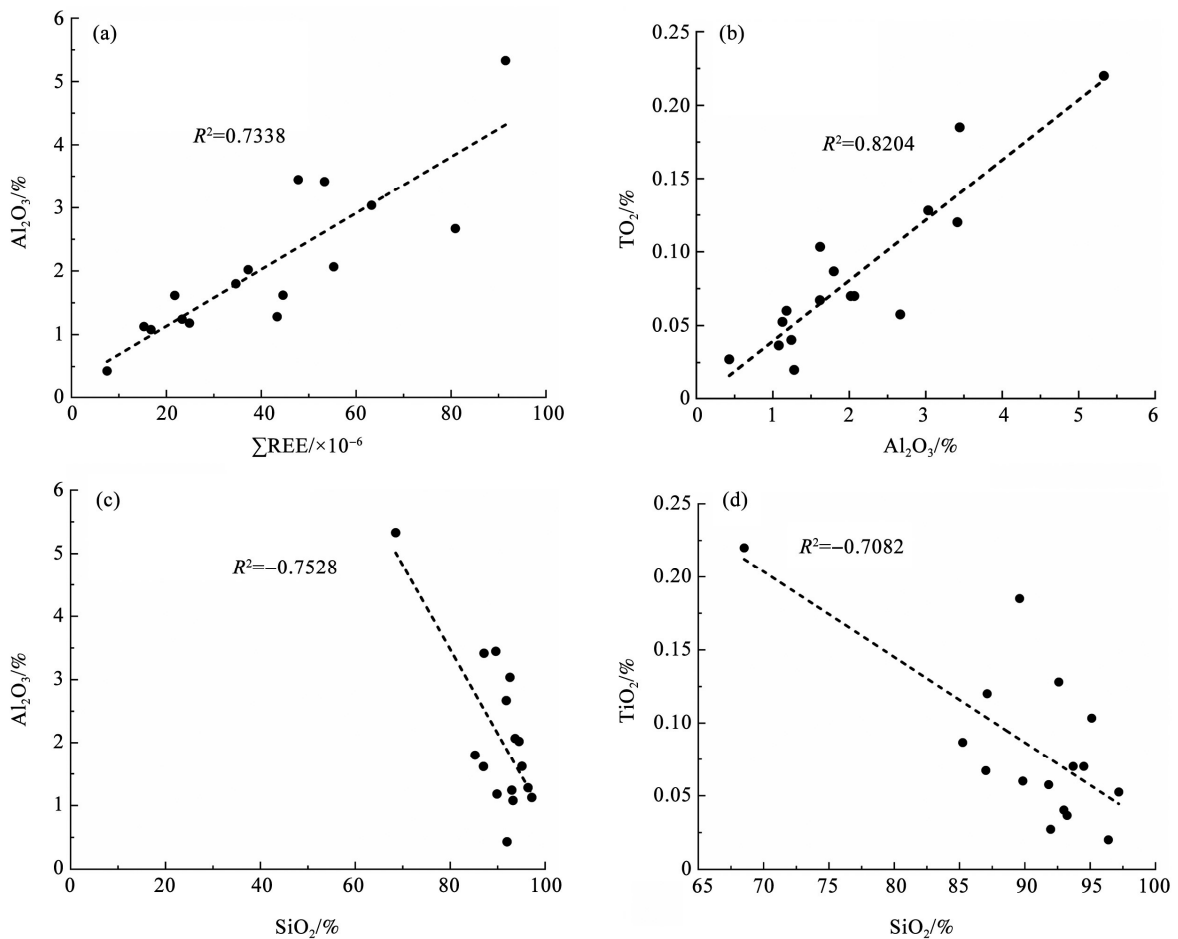 (a)
R²=0.7338
Al₂O₃/%
6
5
4
3
2
1
0
0 20 40 60 80 100
∑REE/×10⁻⁶
(b)
R²=0.8204
TO₂/%
0.25
0.20
0.15
0.10
0.05
0
0 1 2 3 4 5 6
Al₂O₃/%
(c)
R²=−0.7528
Al₂O₃/%
6
5
4
3
2
1
0
0 20 40 60 80 100
SiO₂/%
(d)
R²=−0.7082
TiO₂/%
0.25
0.20
0.15
0.10
0.05
0
65 70 75 80 85 90 95 100
SiO₂/%